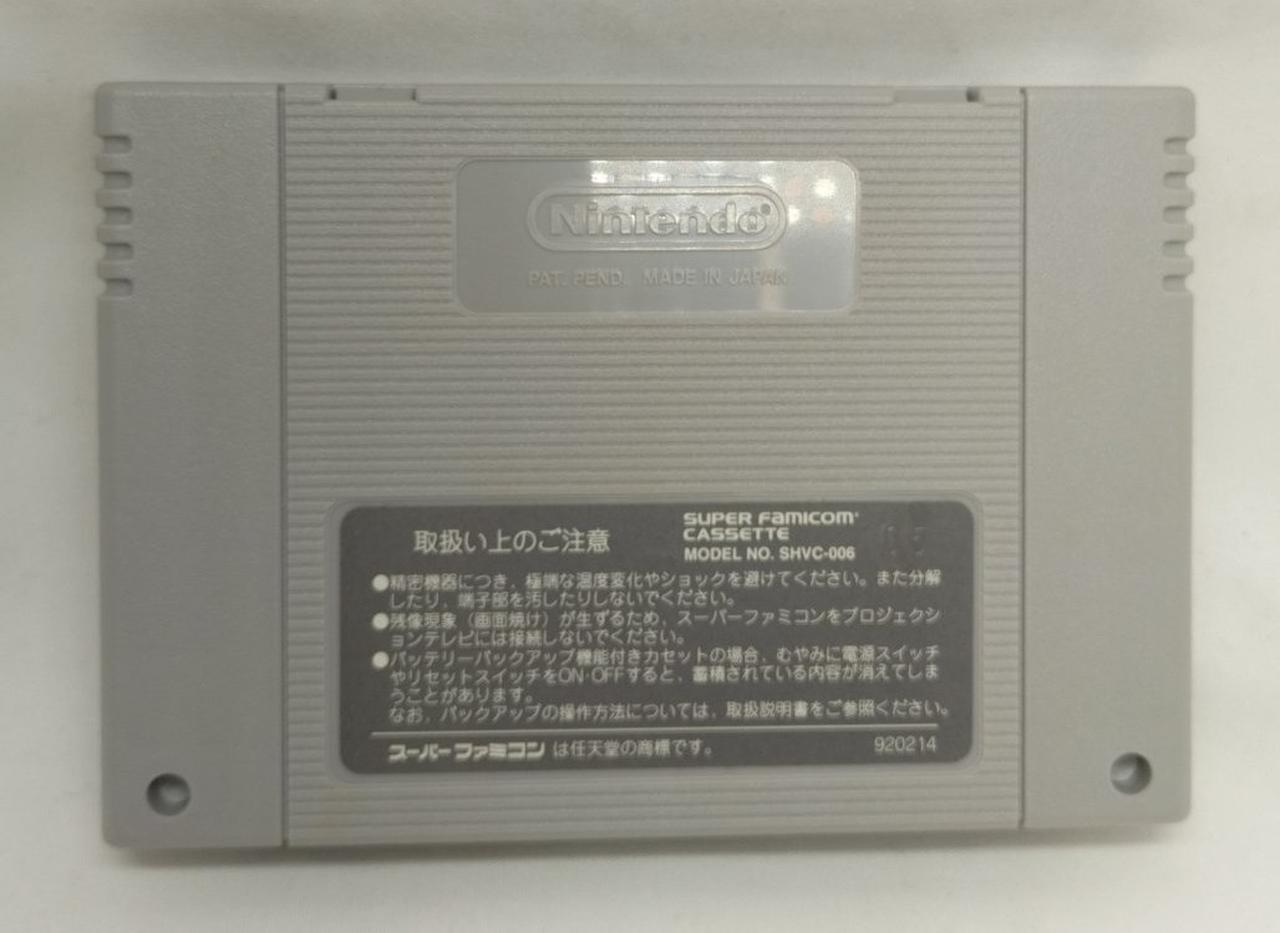 Nintendo®
PAT. PEND. MADE IN JAPAN
取扱い上のご注意
SUPER FAMICOM®
CASSETTE
MODEL NO. SHVC-006
●精密機器につき、極端な温度変化やショックを避けてください。また分解
したり、端子部を汚したりしないでください。
●残像現象（画面焼け）が生ずるため、スーパーファミコンをプロジェクシ
ョンテレビには接続しないでください。
●バッテリーバックアップ機能付きカセットの場合、むやみに電源スイッチ
やリセットスイッチをON・OFFすると、蓄積されている内容が消えてしま
うことがあります。
なお、バックアップの操作方法については、取扱説明書をご参照ください。
スーパーファミコン は任天堂の商標です。
920214